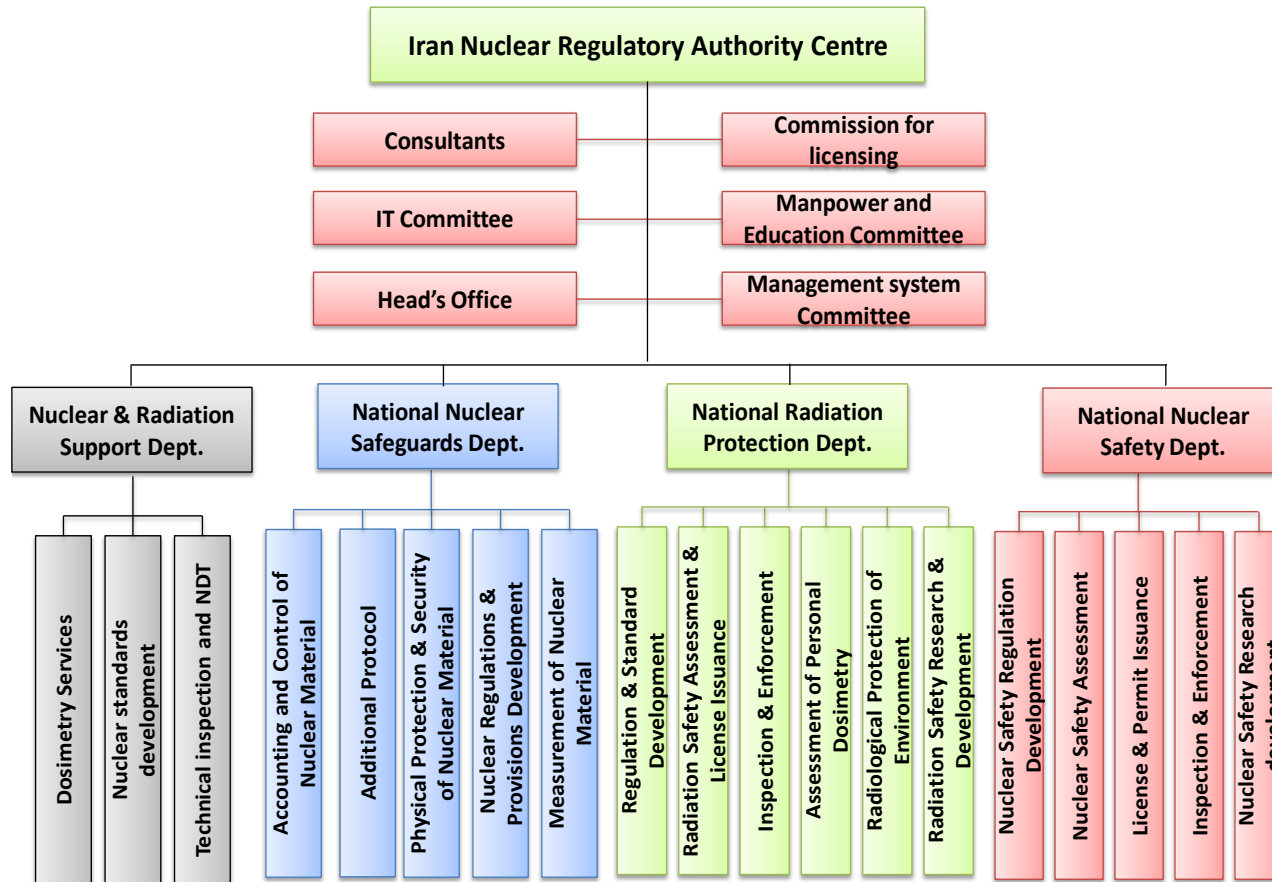 Iran Nuclear Regulatory Authority Centre
Consultants
Commission for
licensing
IT Committee
Manpower and
Education Committee
Head's Office
Management system
Committee
Nuclear & Radiation
Support Dept.
National Nuclear
Safeguards Dept.
National Radiation
Protection Dept.
National Nuclear
Safety Dept.
Dosimetry Services
Nuclear standards
development
Technical inspection and NDT
Accounting and Control of
Nuclear Material
Additional Protocol
Physical Protection & Security
of Nuclear Material
Nuclear Regulations &
Provisions Development
Measurement of Nuclear
Material
Regulation & Standard
Development
Radiation Safety Assessment &
License Issuance
Inspection & Enforcement
Assessment of Personal
Dosimetry
Radiological Protection of
Environment
Radiation Safety Research &
Development
Nuclear Safety Regulation
Development
Nuclear Safety Assessment
License & Permit Issuance
Inspection & Enforcement
Nuclear Safety Research
development